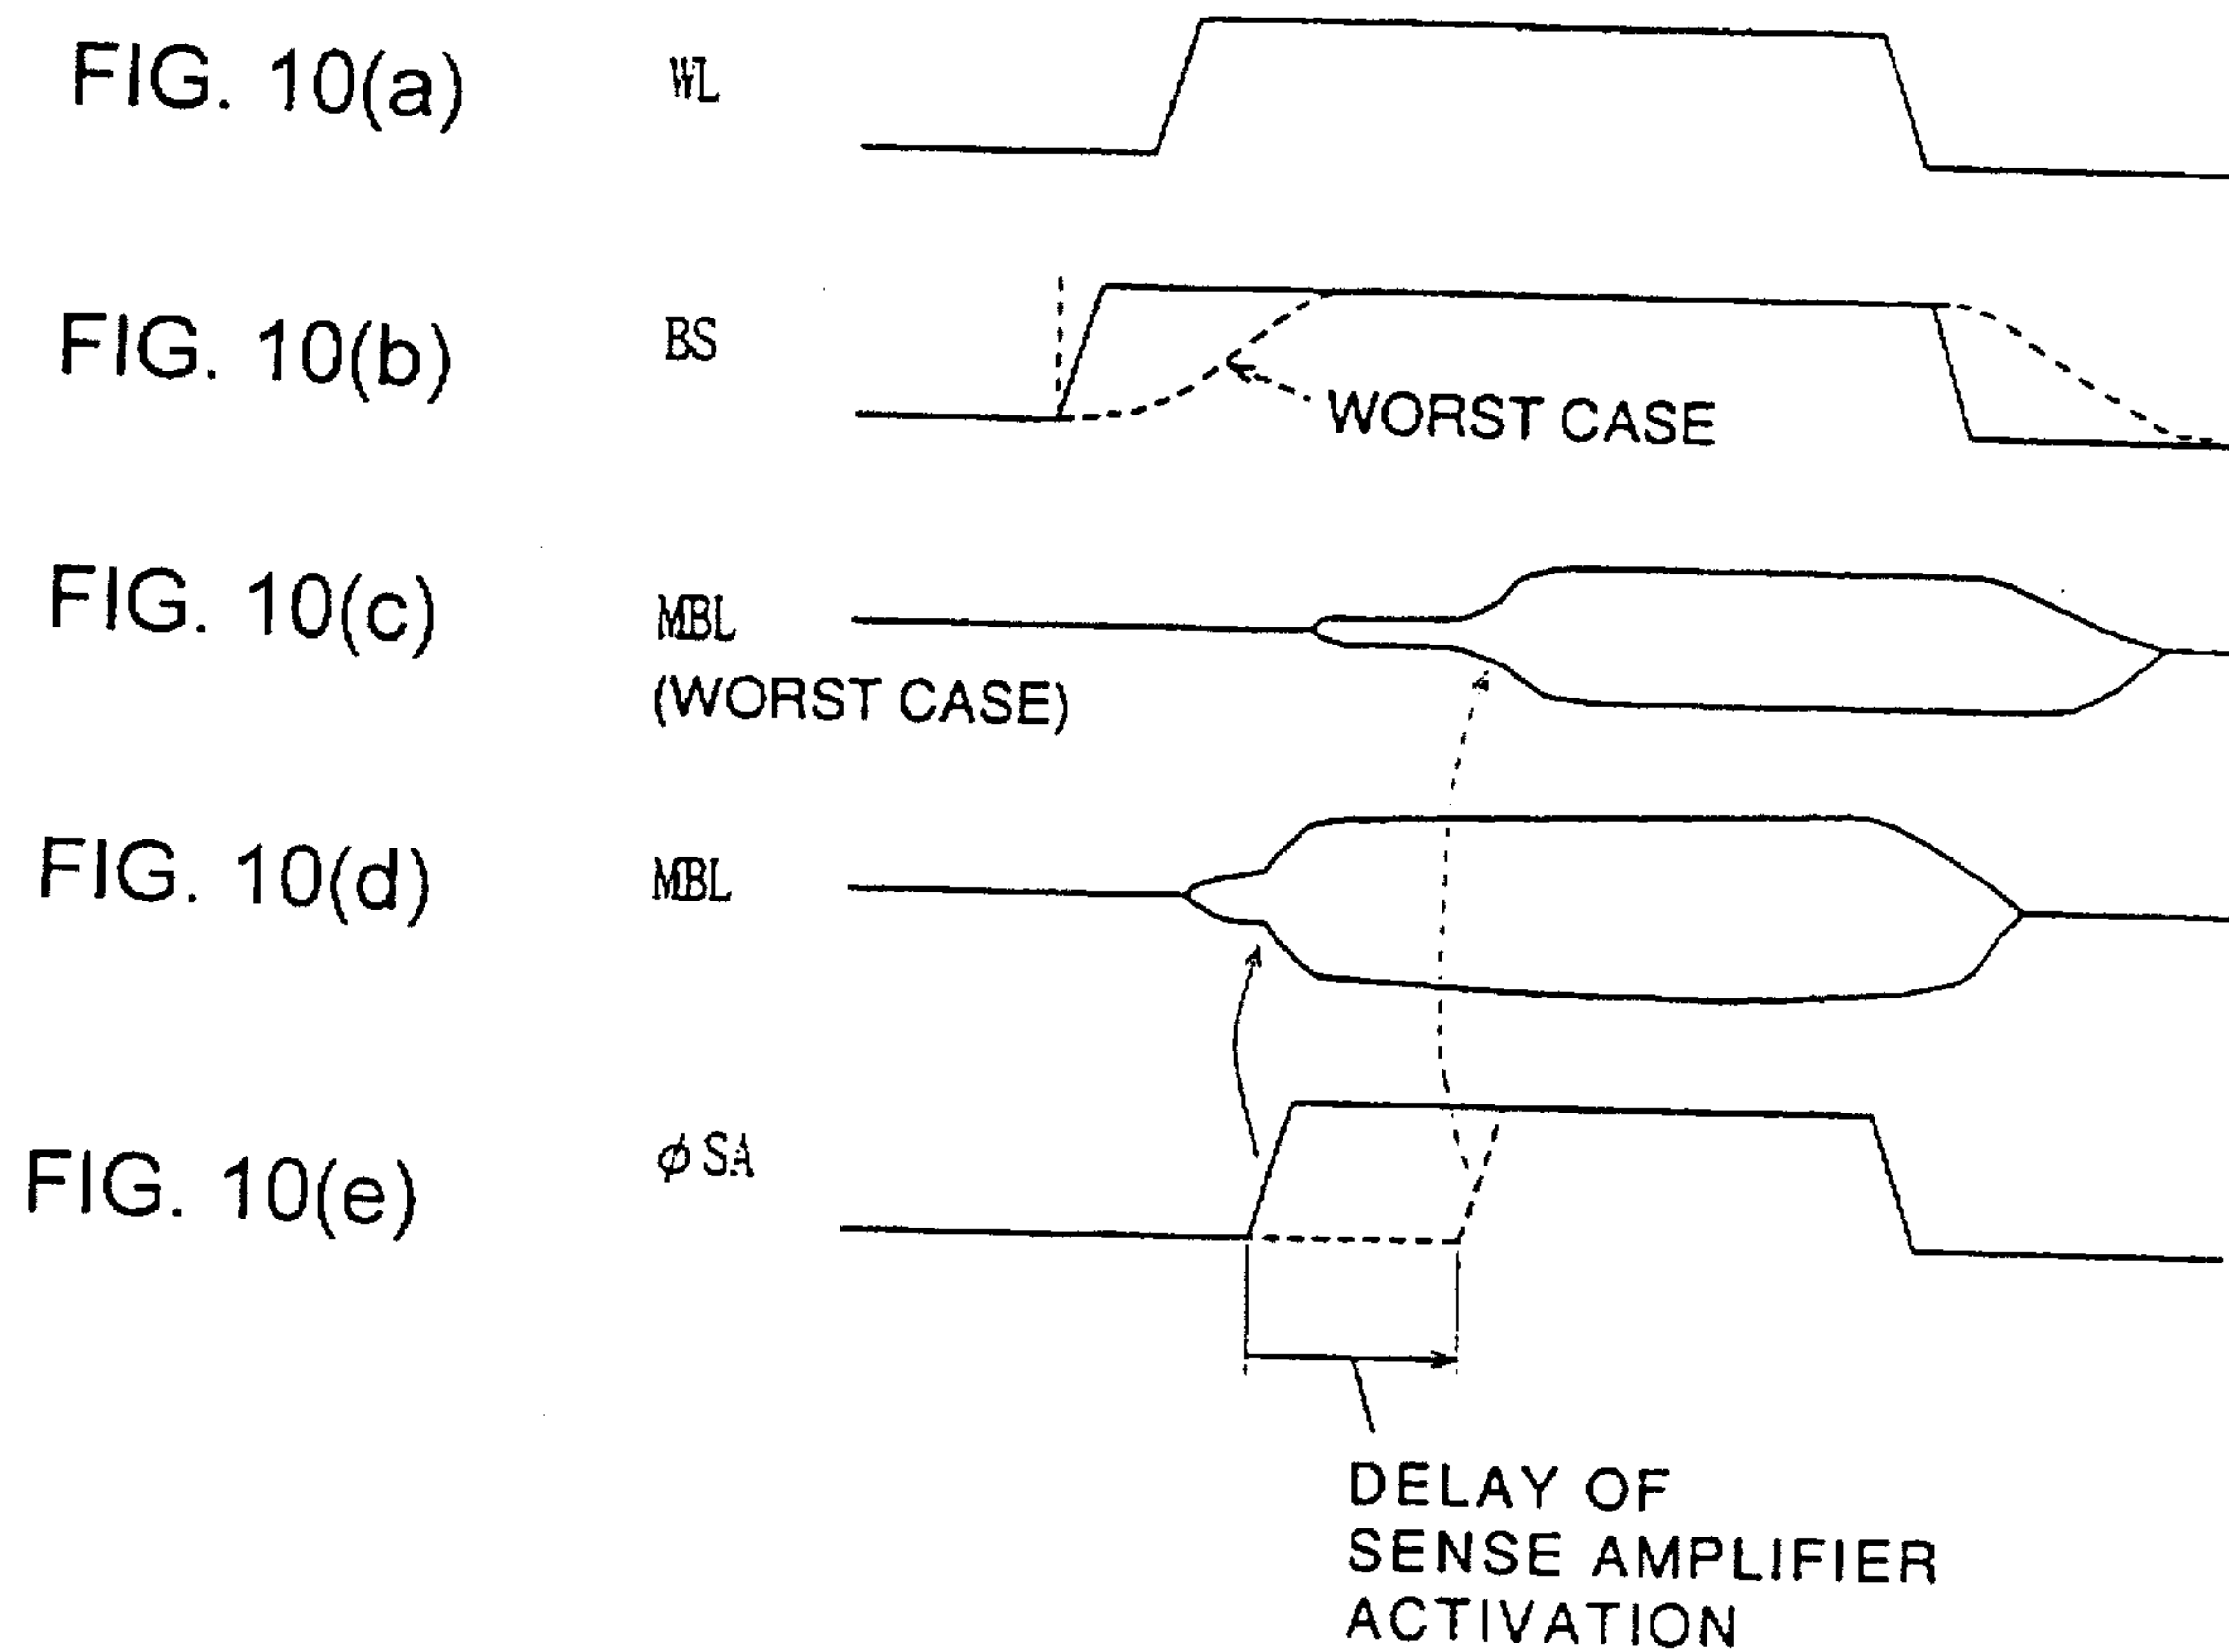 FIG. 10(a) WL
FIG. 10(b) BS
WORST CASE
FIG. 10(c) MBL
(WORST CASE)
FIG. 10(d) MBL
FIG. 10(e) φSA
DELAY OF
SENSE AMPLIFIER
ACTIVATION